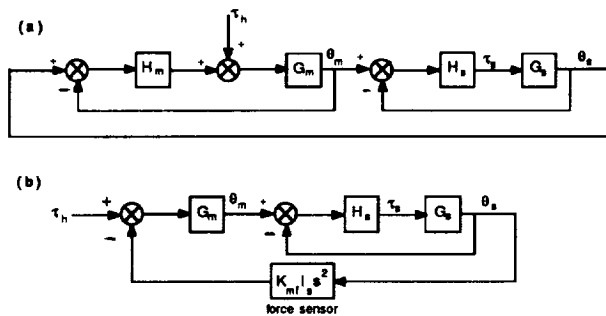 (a)
τh
+
Hm
+
+
Gm
θm
+
Hs
τs
Gs
θs
−
−
(b)
τh
+
Gm
θm
+
Hs
τs
Gs
θs
−
−
Kmf Is s²
force sensor